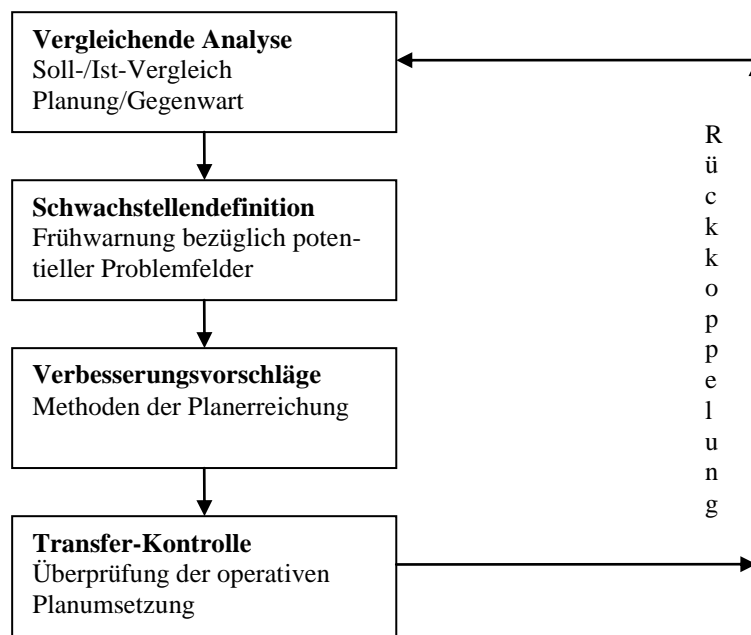 Vergleichende Analyse
Soll-/Ist-Vergleich
Planung/Gegenwart
Schwachstellendefinition
Frühwarnung bezüglich poten-
tieller Problemfelder
Verbesserungsvorschläge
Methoden der Planerreichung
Transfer-Kontrolle
Überprüfung der operativen
Planumsetzung
R
ü
c
k
k
o
p
p
e
l
u
n
g